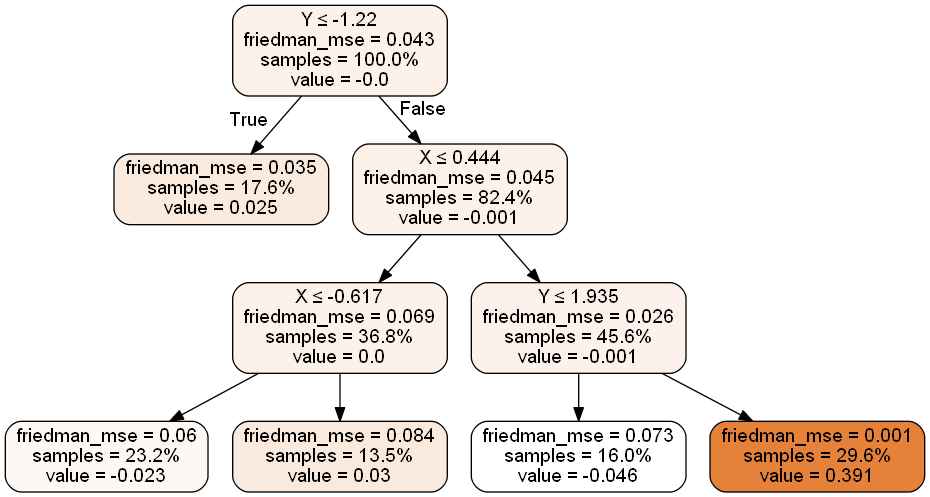 Y ≤ -1.22
friedman_mse = 0.043
samples = 100.0%
value = -0.0
True
False
friedman_mse = 0.035
samples = 17.6%
value = 0.025
X ≤ 0.444
friedman_mse = 0.045
samples = 82.4%
value = -0.001
X ≤ -0.617
friedman_mse = 0.069
samples = 36.8%
value = 0.0
Y ≤ 1.935
friedman_mse = 0.026
samples = 45.6%
value = -0.001
friedman_mse = 0.06
samples = 23.2%
value = -0.023
friedman_mse = 0.084
samples = 13.5%
value = 0.03
friedman_mse = 0.073
samples = 16.0%
value = -0.046
friedman_mse = 0.001
samples = 29.6%
value = 0.391